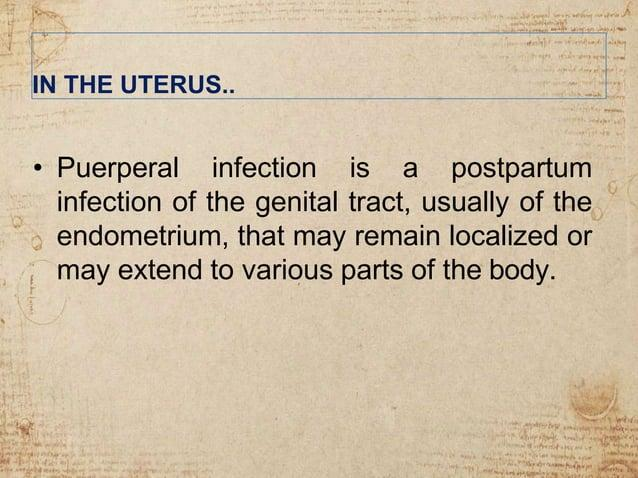 IN THE UTERUS..
• Puerperal infection is a postpartum
infection of the genital tract, usually of the
endometrium, that may remain localized or
may extend to various parts of the body.